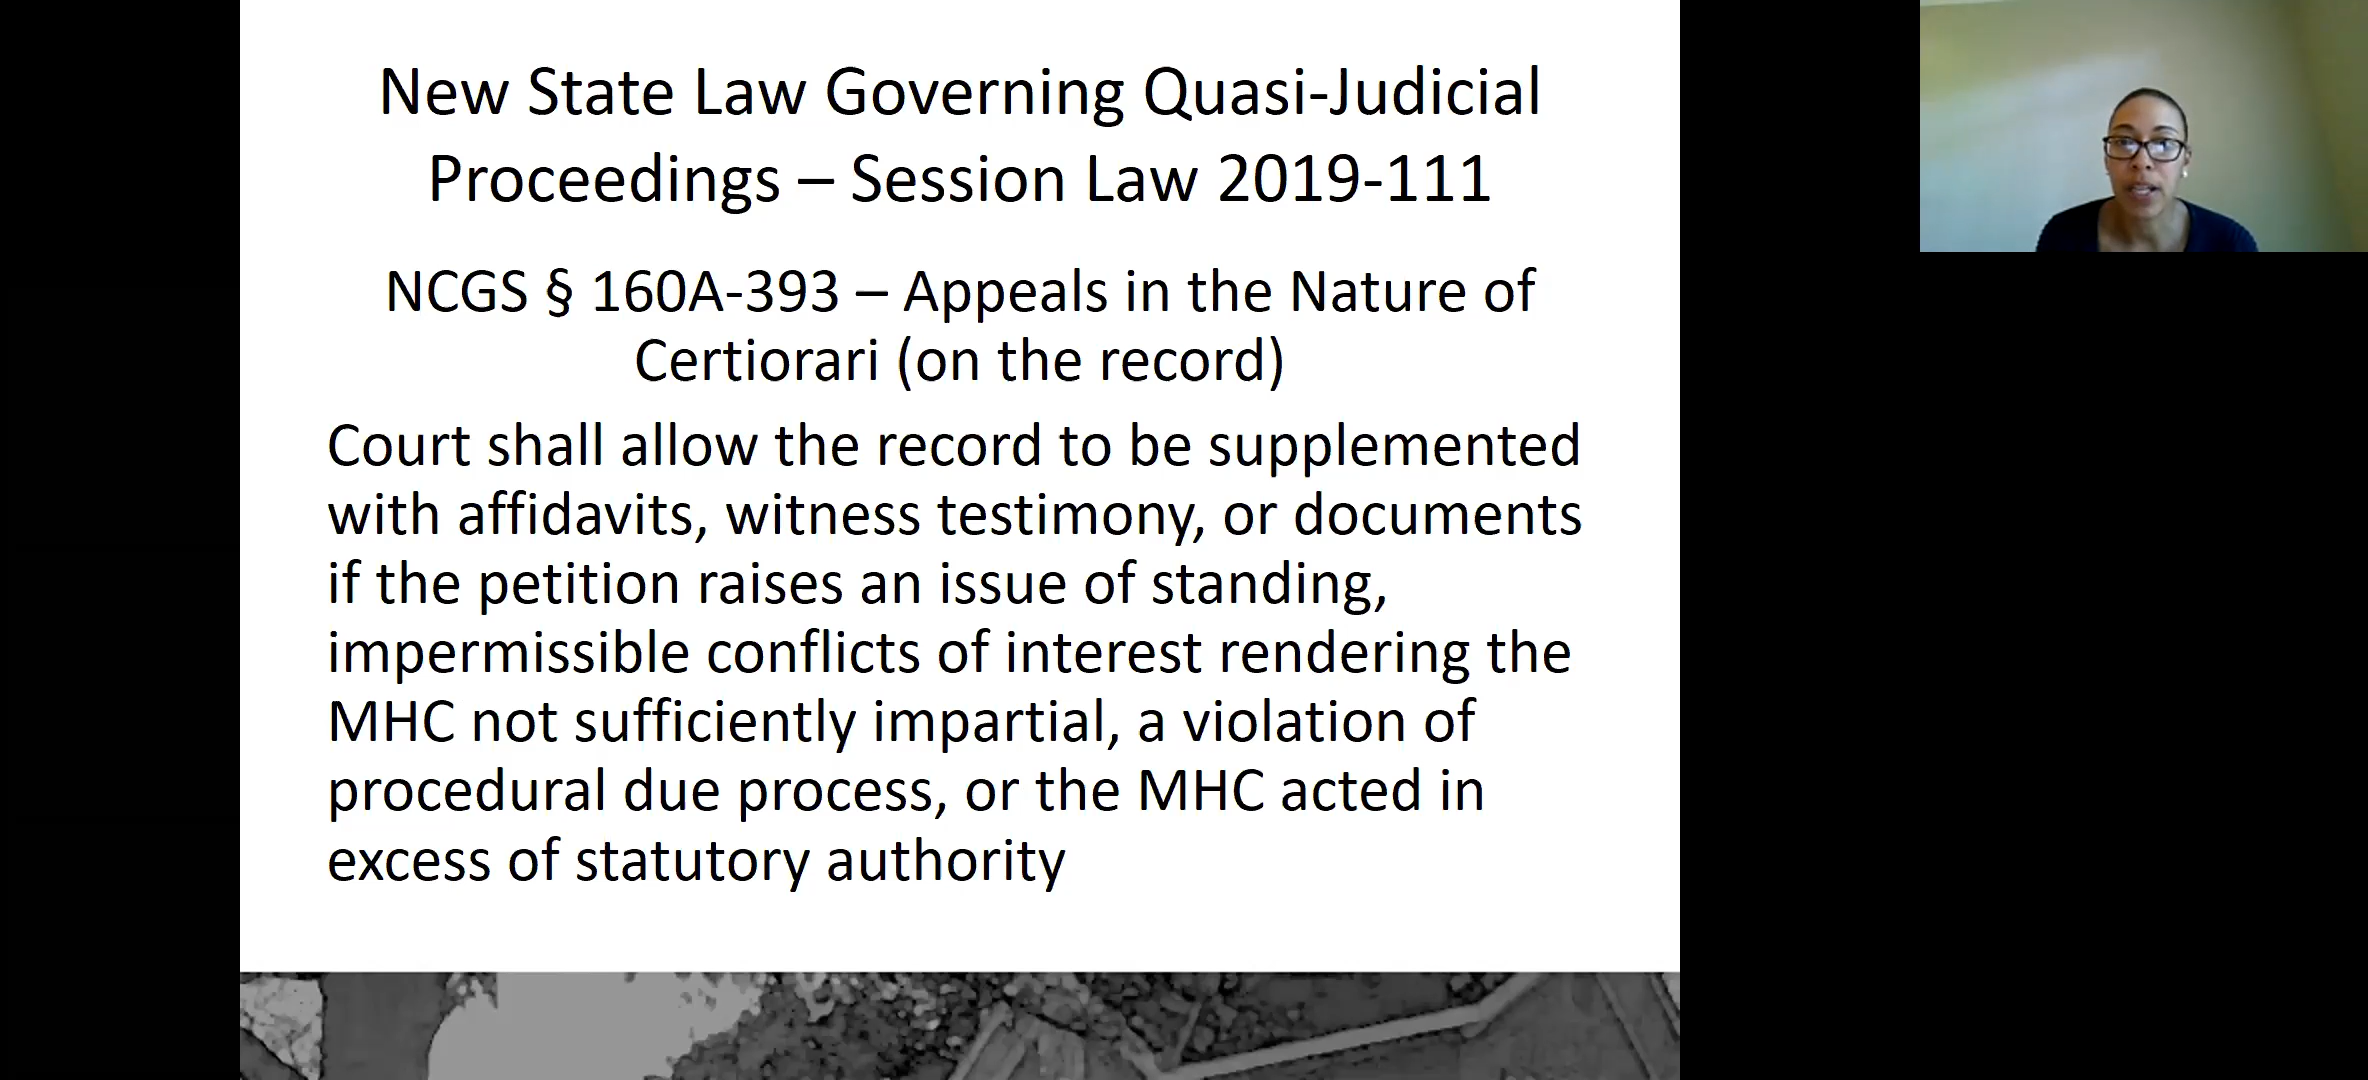 New State Law Governing Quasi-Judicial
Proceedings – Session Law 2019-111
NCGS § 160A-393 – Appeals in the Nature of
Certiorari (on the record)
Court shall allow the record to be supplemented
with affidavits, witness testimony, or documents
if the petition raises an issue of standing,
impermissible conflicts of interest rendering the
MHC not sufficiently impartial, a violation of
procedural due process, or the MHC acted in
excess of statutory authority